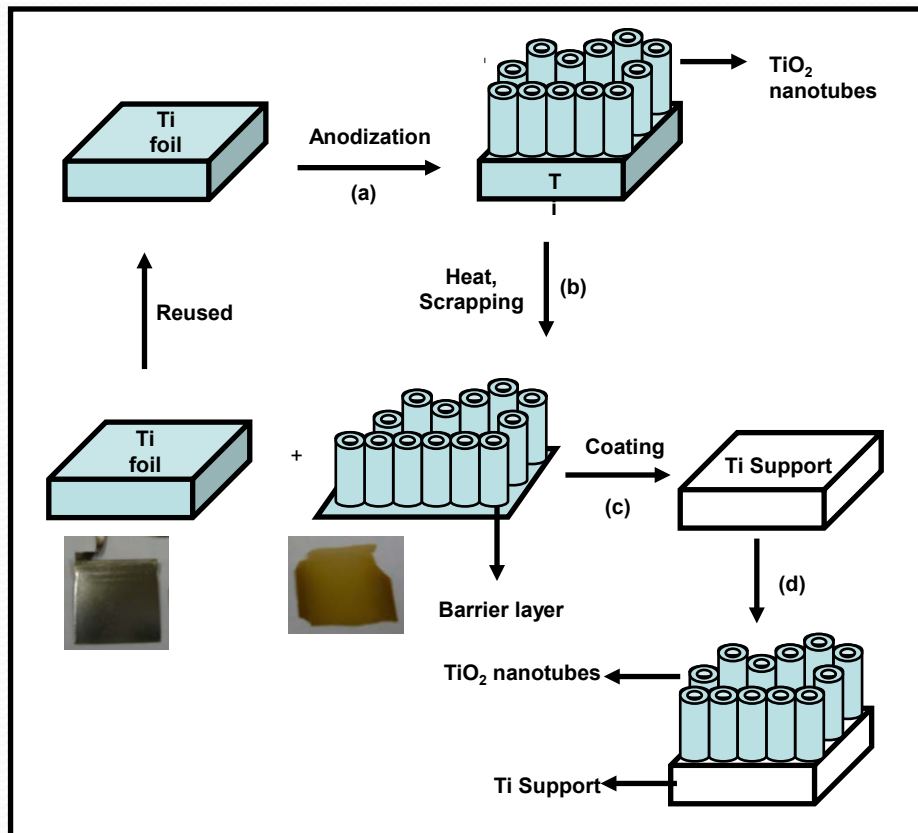 Ti
foil
Anodization
(a)
TiO₂
nanotubes
T
i
Heat,
Scrapping
(b)
Reused
Ti
foil
+
Coating
(c)
Ti Support
Barrier layer
(d)
TiO₂ nanotubes
Ti Support